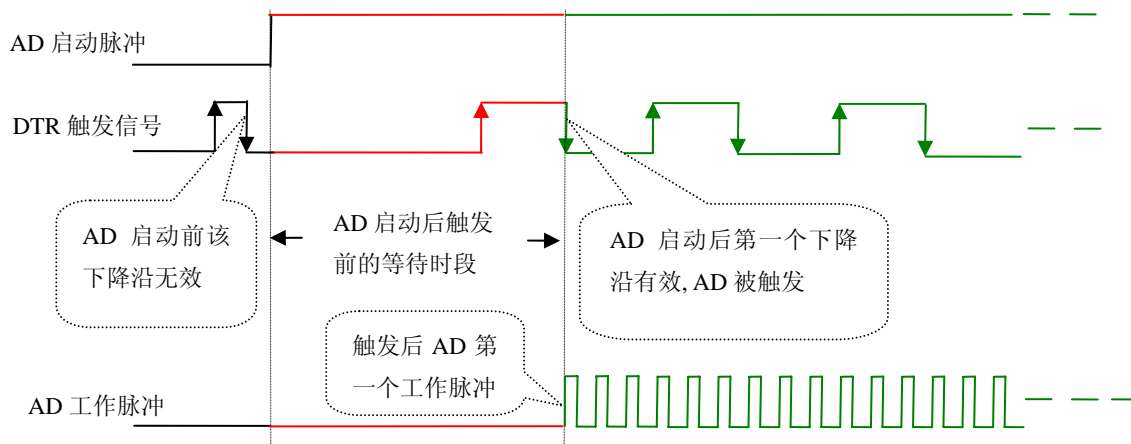 AD 启动脉冲
DTR 触发信号
AD 启动前该
下降沿无效
AD 启动后触发
前的等待时段
AD 启动后第一个下降
沿有效, AD 被触发
触发后 AD 第
一个工作脉冲
AD 工作脉冲